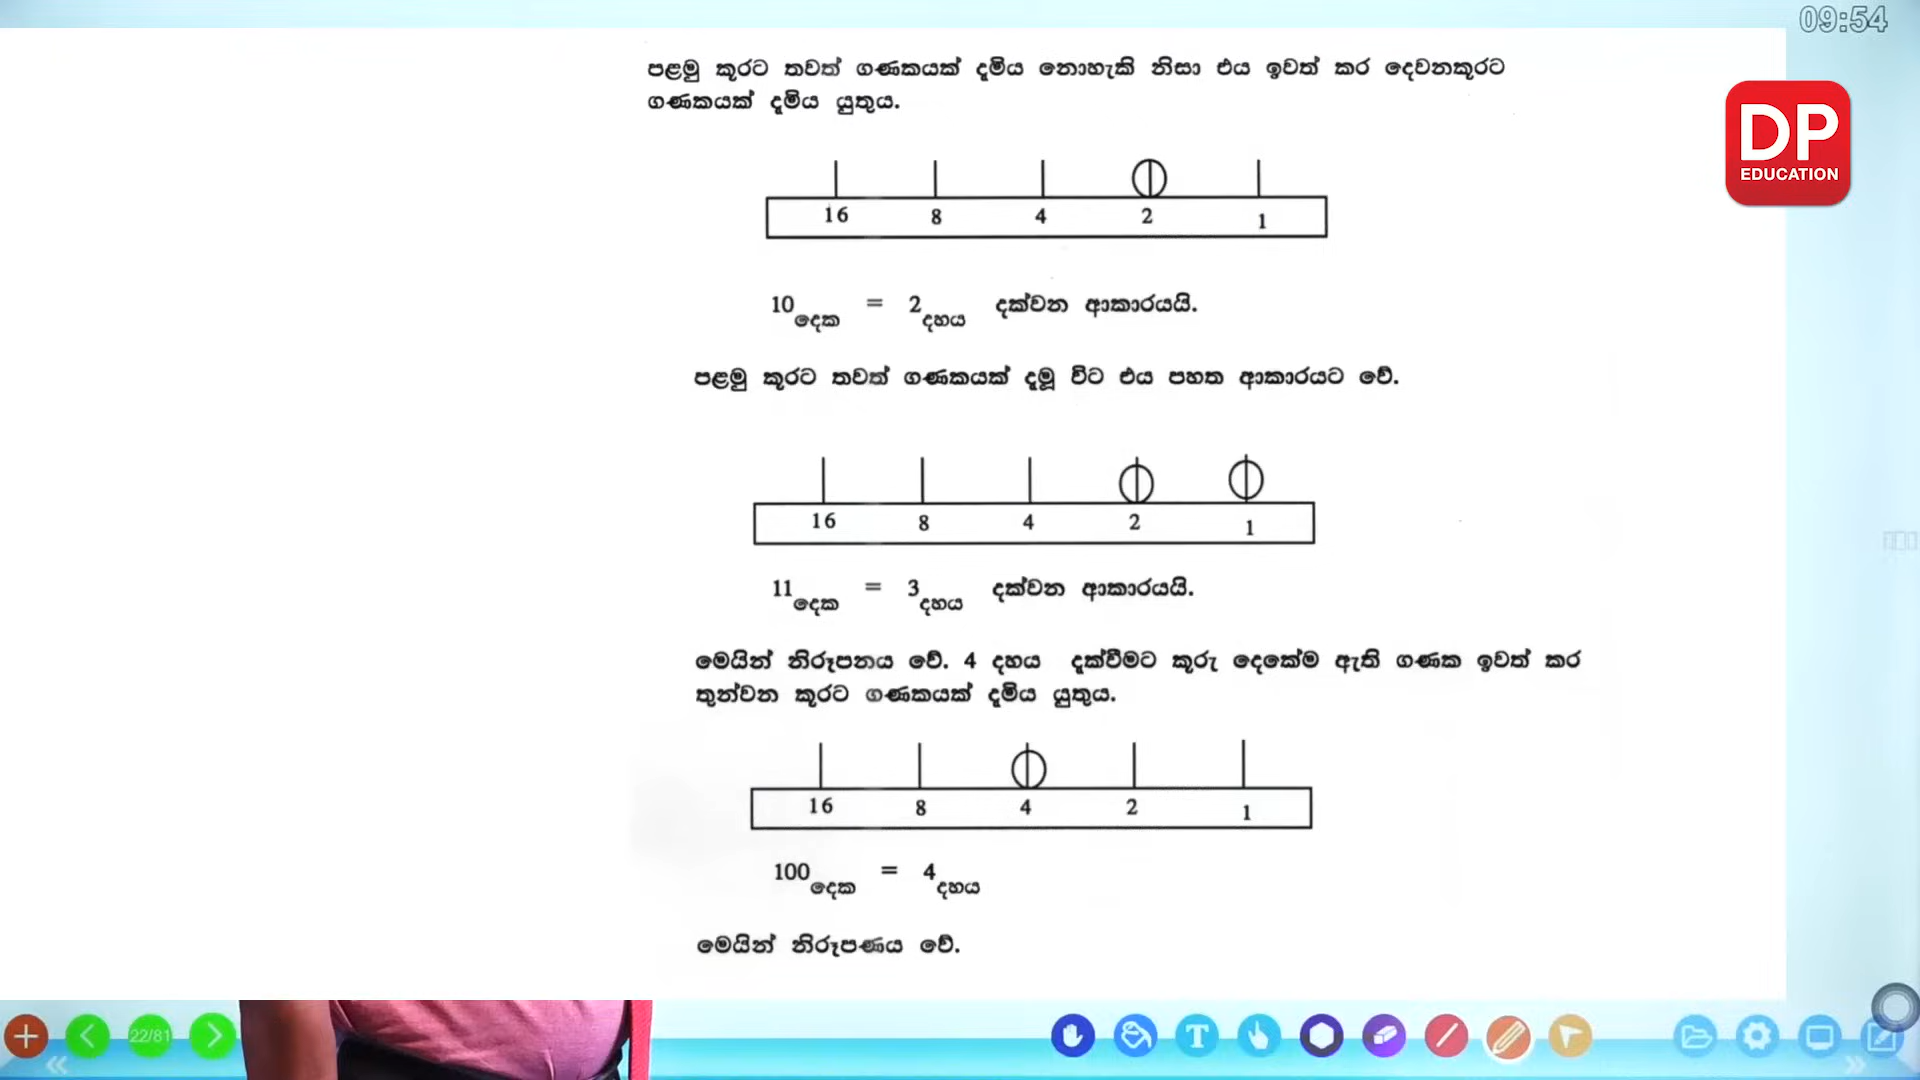 09:54
පළමු කූරට තවත් ගණකයක් දැමිය නොහැකි නිසා එය ඉවත් කර දෙවනකූරට
ගණකයක් දැමිය යුතුය.
DP
EDUCATION
16 8 4 2 1
10දෙක = 2දහය දක්වන ආකාරයයි.
පළමු කූරට තවත් ගණකයක් දැමූ විට එය පහත ආකාරයට වේ.
16 8 4 2 1
11දෙක = 3දහය දක්වන ආකාරයයි.
මෙයින් නිරූපනය වේ. 4 දහය දැක්වීමට කූරු දෙකේම ඇති ගණක ඉවත් කර
තුන්වන කූරට ගණකයක් දැමිය යුතුය.
16 8 4 2 1
100දෙක = 4දහය
මෙයින් නිරූපණය වේ.
22/81
T